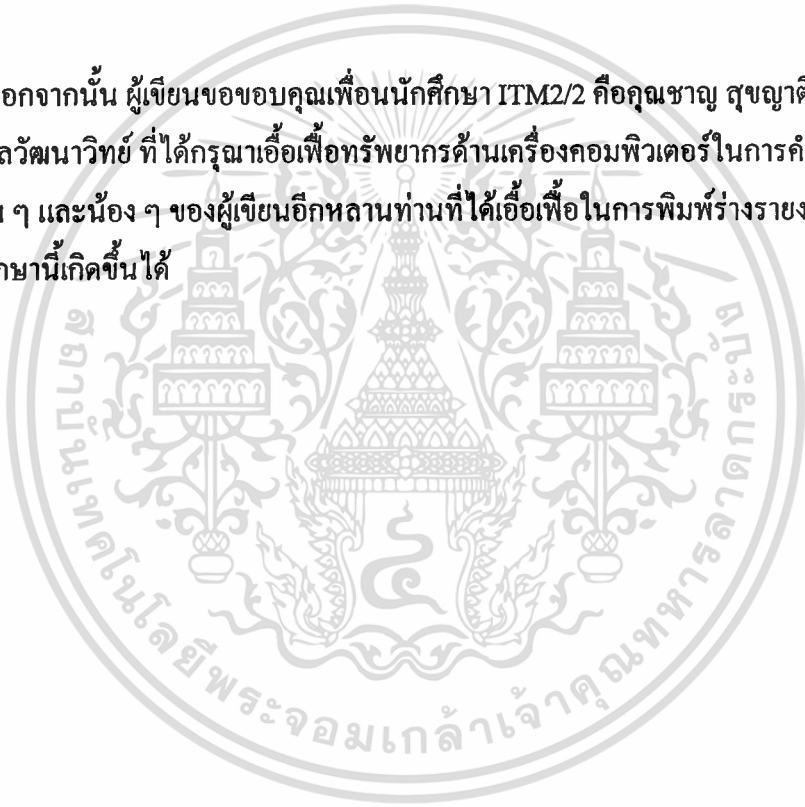 อกจากนั้น ผู้เขียนขอขอบคุณเพื่อนนักศึกษา ITM2/2 คือคุณชาญ สุขญาติ
ลวัฒนาวิทย์ ที่ได้กรุณาเอื้อเฟื้อทรัพยากรด้านเครื่องคอมพิวเตอร์ในการค้
น ๆ และน้อง ๆ ของผู้เขียนอีกหลานท่านที่ได้เอื้อเฟื้อในการพิมพ์ร่างราย
กษานี้เกิดขึ้นได้
สถาบันเทคโนโลยีพระจอมเกล้าเจ้าคุณทหารลาดกระบัง